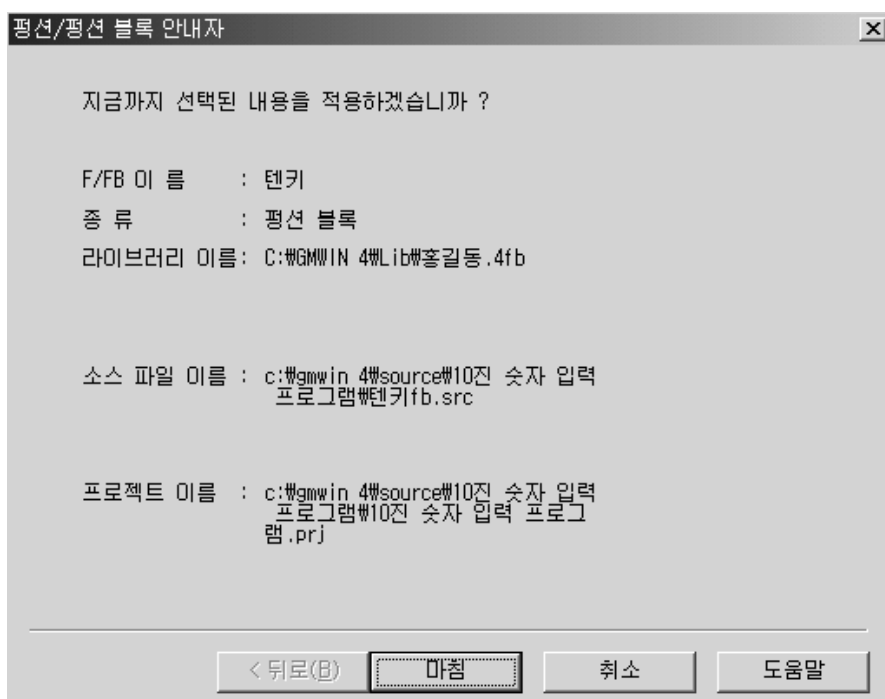 펑션/펑션 블록 안내자
지금까지 선택된 내용을 적용하겠습니까 ?
F/FB 이 름 : 텐키
종 류 : 펑션 블록
라이브러리 이름: C:\GMWIN 4\Lib\홍길동.4fb
소스 파일 이름 : c:\gmwin 4\source\10진 숫자 입력
프로그램\텐키fb.src
프로젝트 이름 : c:\gmwin 4\source\10진 숫자 입력
프로그램\10진 숫자 입력 프로그
램.prj
< 뒤로(B) 마침 취소 도움말